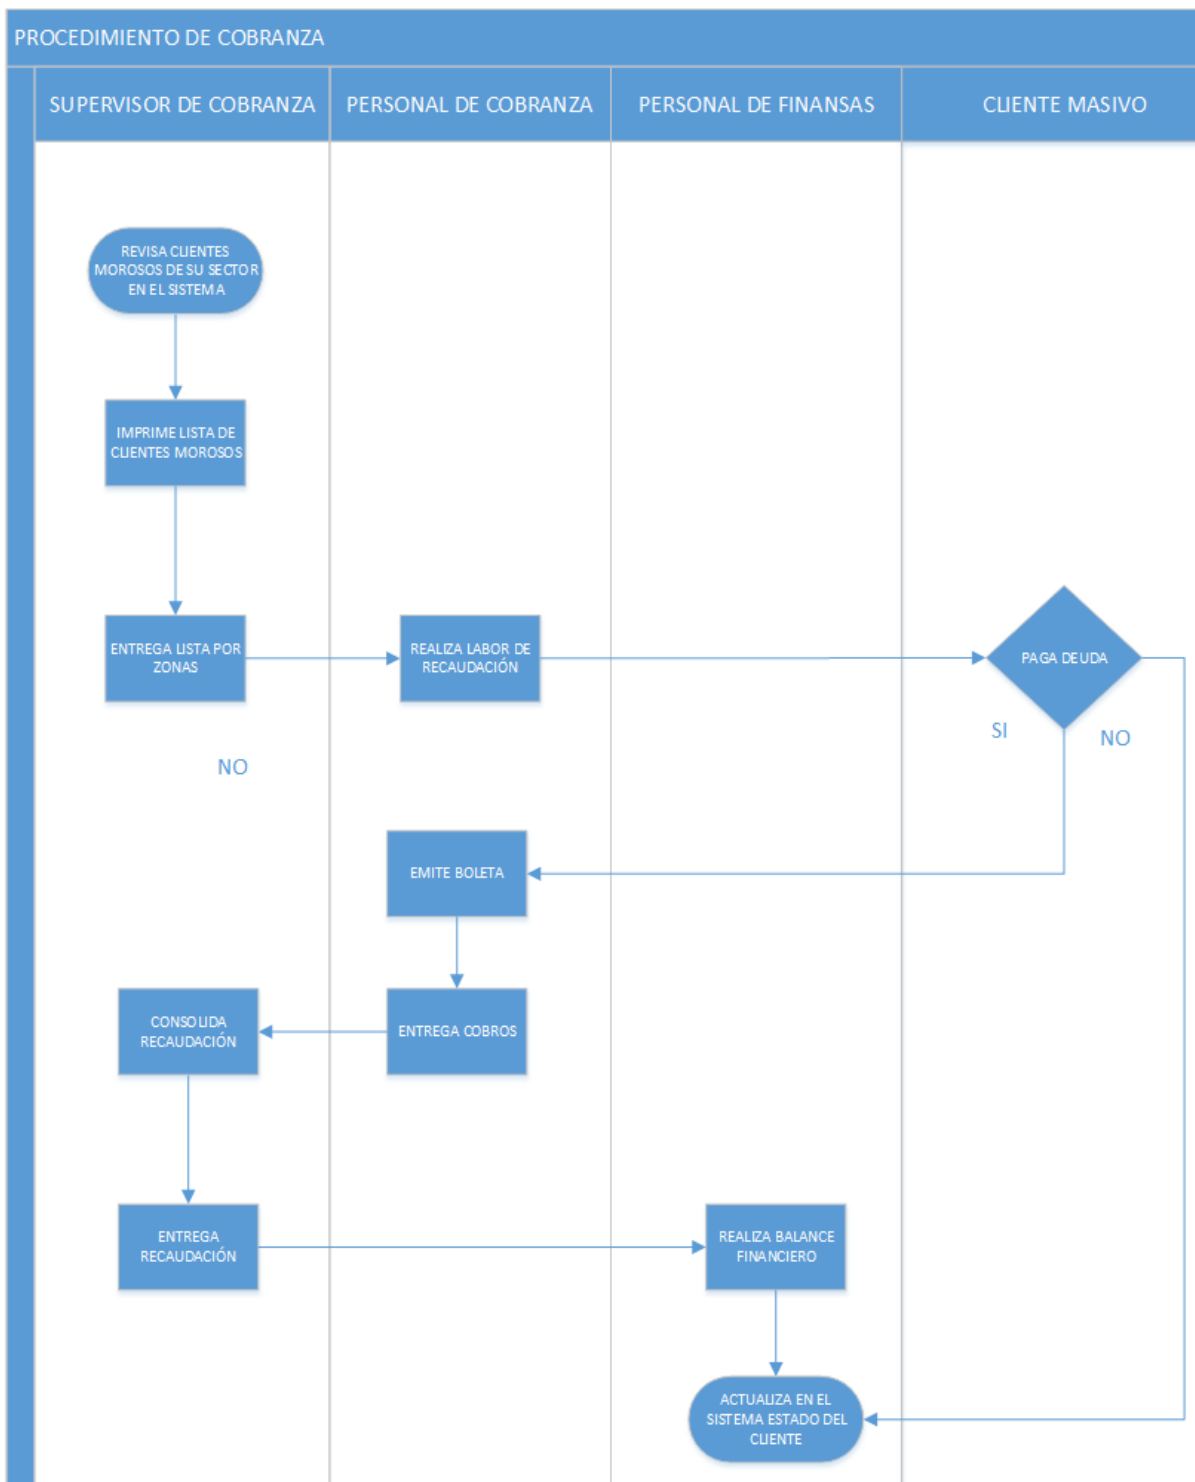 PROCEDIMIENTO DE COBRANZA
SUPERVISOR DE COBRANZA
PERSONAL DE COBRANZA
PERSONAL DE FINANSAS
CLIENTE MASIVO
REVISA CLIENTES
MOROSOS DE SU SECTOR
EN EL SISTEMA
IMPRIME LISTA DE
CLIENTES MOROSOS
ENTREGA LISTA POR
ZONAS
REALIZA LABOR DE
RECAUDACIÓN
PAGA DEUDA
SI
NO
NO
EMITE BOLETA
CONSOLIDA
RECAUDACIÓN
ENTREGA COBROS
ENTREGA
RECAUDACIÓN
REALIZA BALANCE
FINANCIERO
ACTUALIZA EN EL
SISTEMA ESTADO DEL
CLIENTE